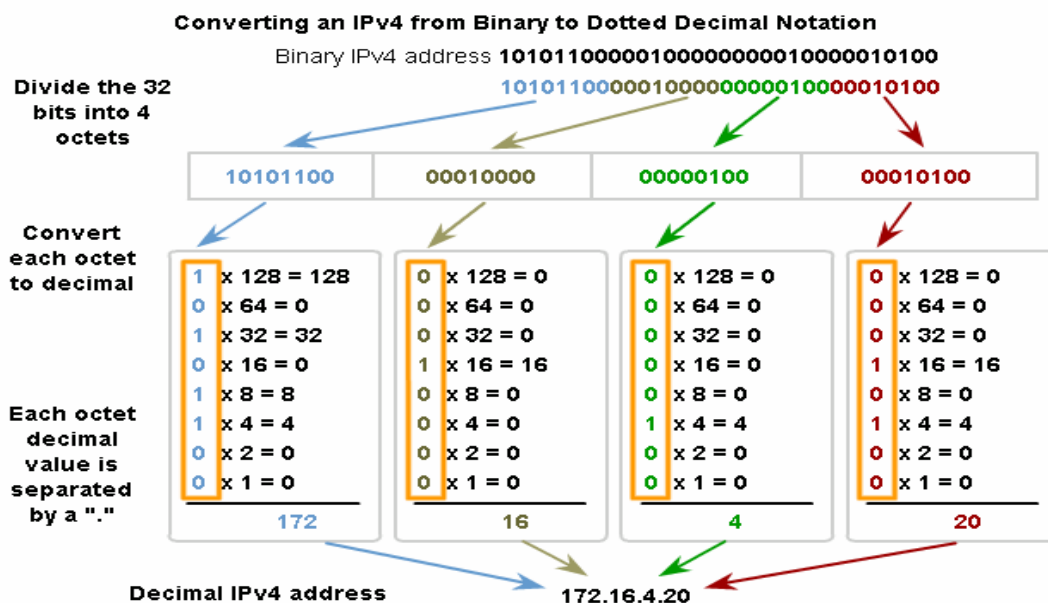 Converting an IPv4 from Binary to Dotted Decimal Notation
Binary IPv4 address 10101100000100000000010000010100
Divide the 32
bits into 4
octets
10101100000100000000010000010100
10101100 00010000 00000100 00010100
Convert
each octet
to decimal
1 x 128 = 128
0 x 64 = 0
1 x 32 = 32
0 x 16 = 0
1 x 8 = 8
1 x 4 = 4
0 x 2 = 0
0 x 1 = 0
172
0 x 128 = 0
0 x 64 = 0
0 x 32 = 0
1 x 16 = 16
0 x 8 = 0
0 x 4 = 0
0 x 2 = 0
0 x 1 = 0
16
0 x 128 = 0
0 x 64 = 0
0 x 32 = 0
0 x 16 = 0
0 x 8 = 0
1 x 4 = 4
0 x 2 = 0
0 x 1 = 0
4
0 x 128 = 0
0 x 64 = 0
0 x 32 = 0
1 x 16 = 16
0 x 8 = 0
1 x 4 = 4
0 x 2 = 0
0 x 1 = 0
20
Each octet
decimal
value is
separated
by a "."
Decimal IPv4 address 172.16.4.20